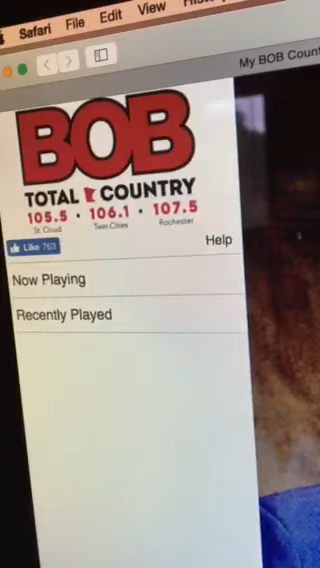 Safari File Edit View
My BOB Count
BOB
TOTAL COUNTRY
105.5 • 106.1 • 107.5
St. Cloud Twin Cities Rochester
Like 763
Help
Now Playing
Recently Played